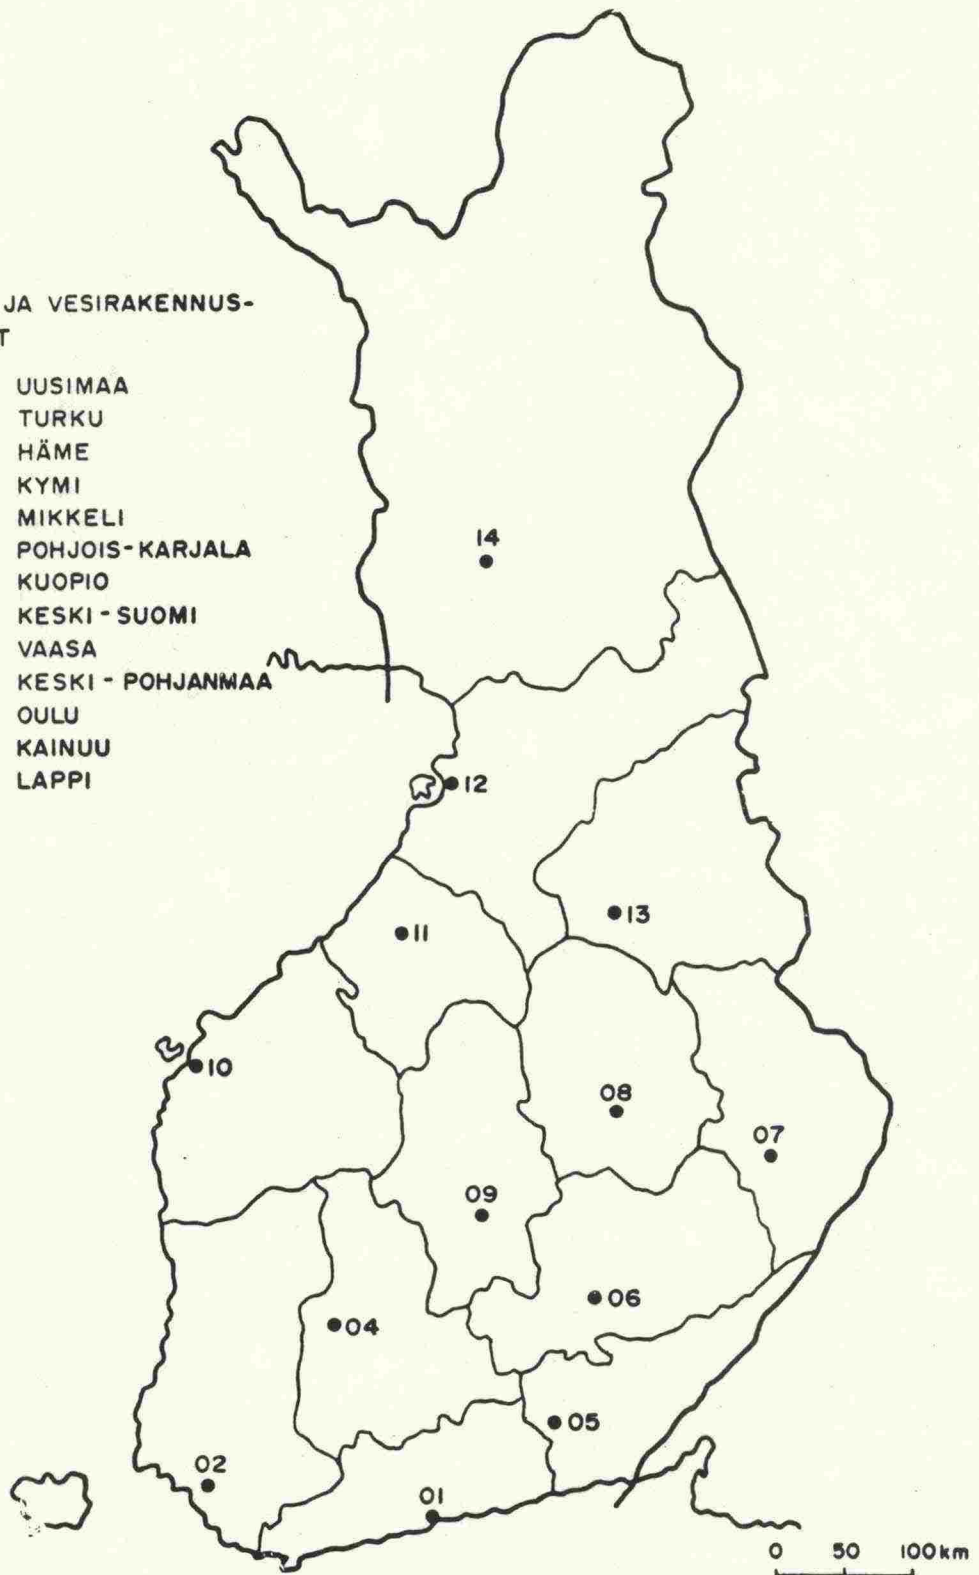 JA VESIRAKENNUS-
T
UUSIMAA
TURKU
HÄME
KYMI
MIKKELI
POHJOIS-KARJALA
KUOPIO
KESKI-SUOMI
VAASA
KESKI-POHJANMAA
OULU
KAINUU
LAPPI
14
12
13
11
10
08
07
09
06
04
05
02
01
0 50 100km